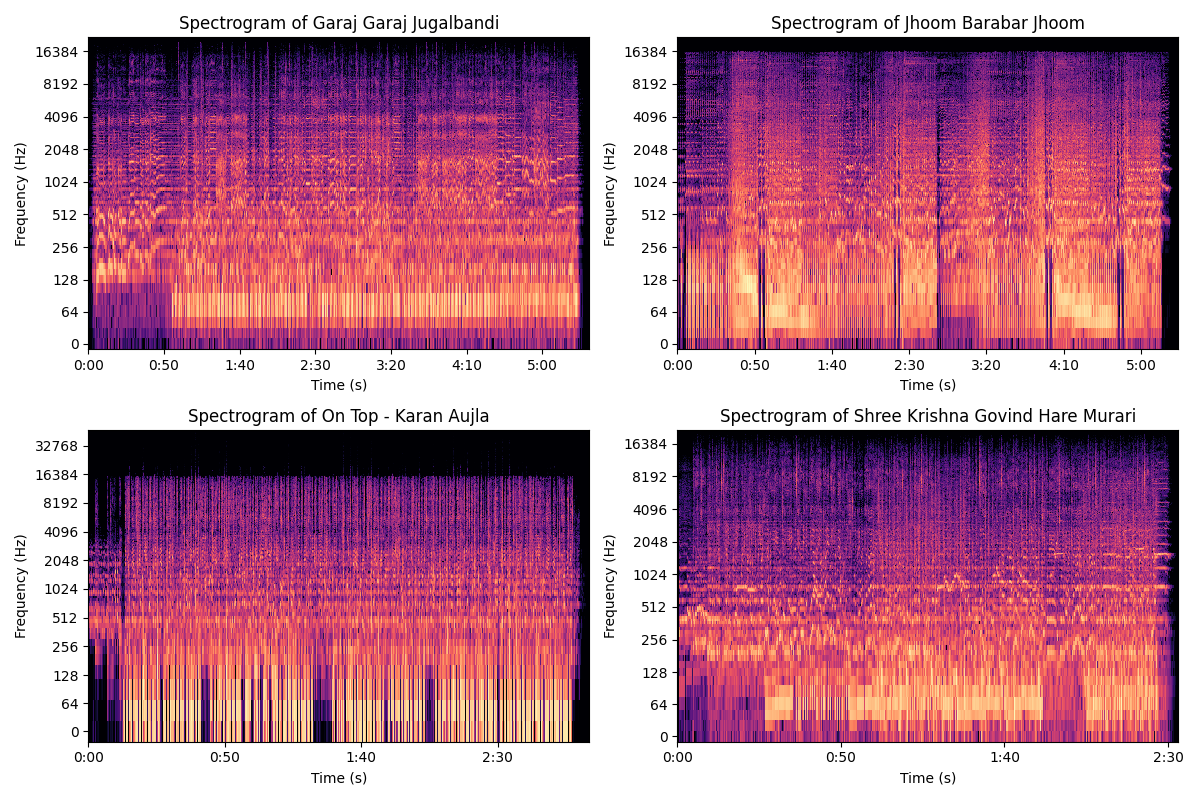 Spectrogram of Garaj Garaj Jugalbandi
Frequency (Hz)
16384
8192
4096
2048
1024
512
256
128
64
0
0:00 0:50 1:40 2:30 3:20 4:10 5:00
Time (s)
Spectrogram of Jhoom Barabar Jhoom
Frequency (Hz)
16384
8192
4096
2048
1024
512
256
128
64
0
0:00 0:50 1:40 2:30 3:20 4:10 5:00
Time (s)
Spectrogram of On Top - Karan Aujla
Frequency (Hz)
32768
16384
8192
4096
2048
1024
512
256
128
64
0
0:00 0:50 1:40 2:30
Time (s)
Spectrogram of Shree Krishna Govind Hare Murari
Frequency (Hz)
16384
8192
4096
2048
1024
512
256
128
64
0
0:00 0:50 1:40 2:30
Time (s)